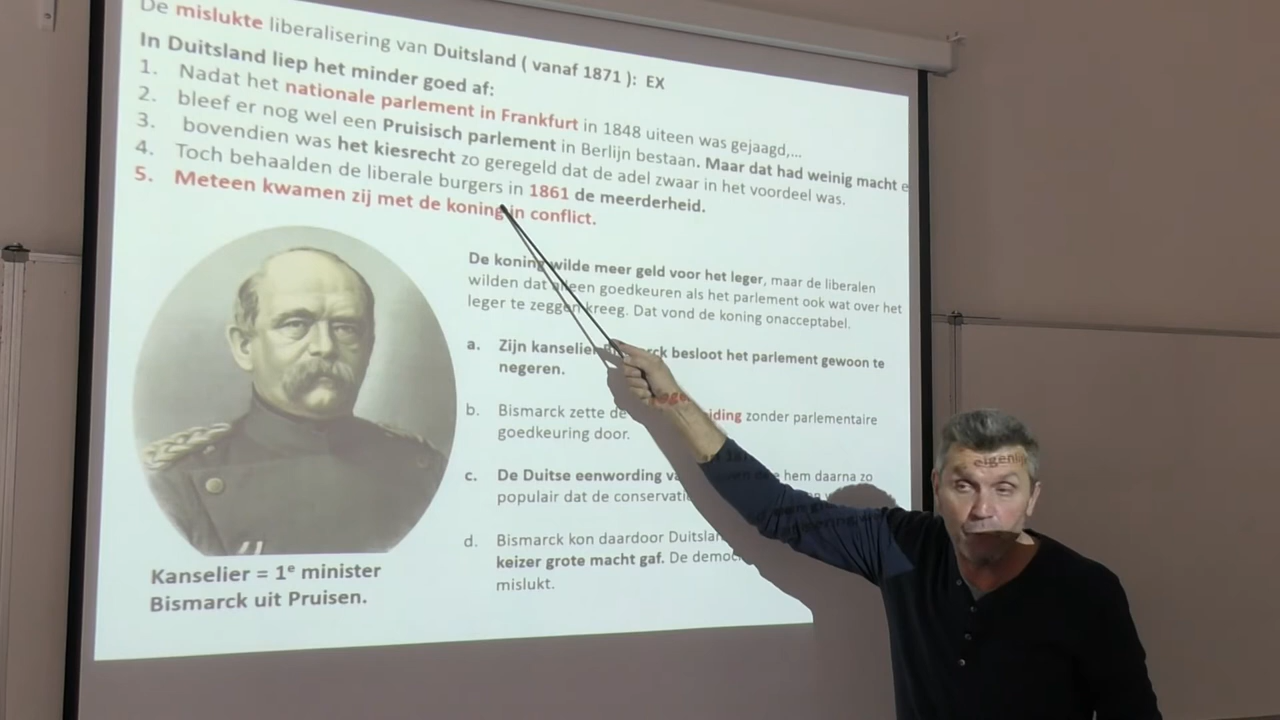 De mislukte liberalisering van Duitsland ( vanaf 1871 ): EX
In Duitsland liep het minder goed af:
1. Nadat het nationale parlement in Frankfurt in 1848 uiteen was gejaagd,...
2. bleef er nog wel een Pruisisch parlement in Berlijn bestaan. Maar dat had weinig macht e
3. bovendien was het kiesrecht zo geregeld dat de adel zwaar in het voordeel was.
4. Toch behaalden de liberale burgers in 1861 de meerderheid.
5. Meteen kwamen zij met de koning in conflict.
De koning wilde meer geld voor het leger, maar de liberalen
wilden dat alleen goedkeuren als het parlement ook wat over het
leger te zeggen kreeg. Dat vond de koning onacceptabel.
a. Zijn kanselier besloot het parlement gewoon te
negeren.
b. Bismarck zette de iding zonder parlementaire
goedkeuring door.
c. De Duitse eenwording hem daarna zo
populair dat de
d. Bismarck kon daardoor
keizer grote macht gaf. De
mislukt.
Kanselier = 1e minister
Bismarck uit Pruisen.